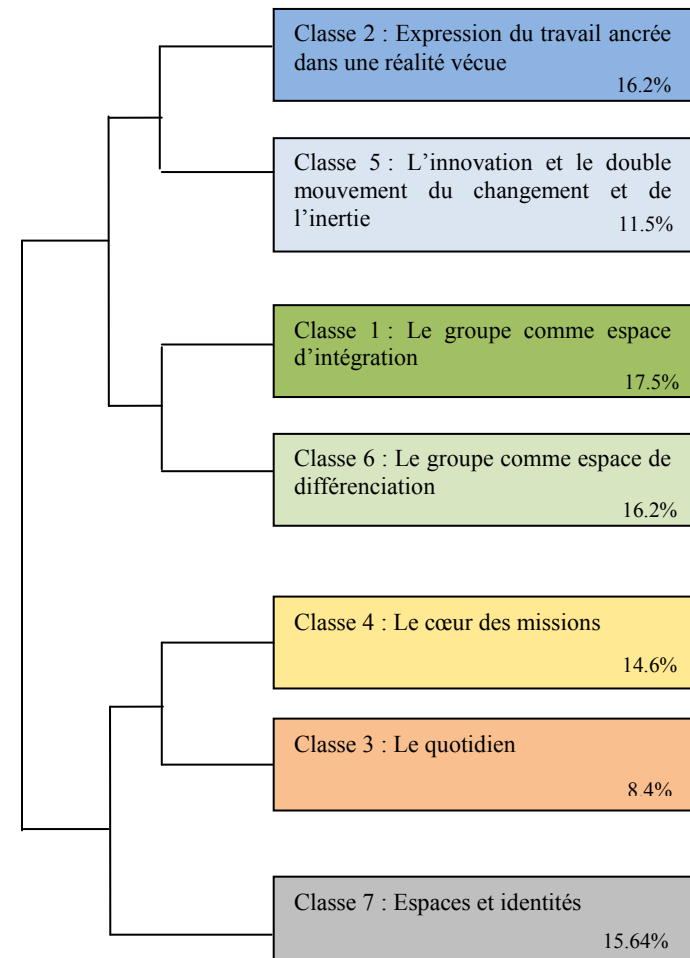 Classe 2 : Expression du travail ancrée
dans une réalité vécue
16.2%
Classe 5 : L’innovation et le double
mouvement du changement et de
l’inertie
11.5%
Classe 1 : Le groupe comme espace
d’intégration
17.5%
Classe 6 : Le groupe comme espace de
différenciation
16.2%
Classe 4 : Le cœur des missions
14.6%
Classe 3 : Le quotidien
8.4%
Classe 7 : Espaces et identités
15.64%